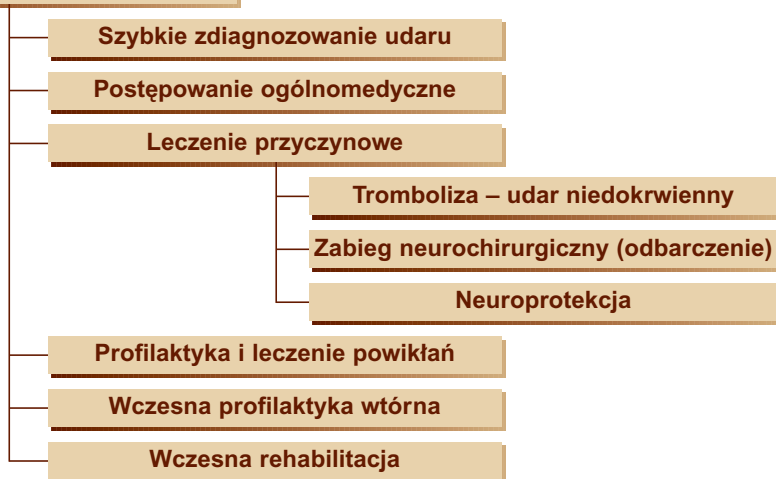 Szybkie zdiagnozowanie udaru
Postępowanie ogólnomedyczne
Leczenie przyczynowe
Tromboliza – udar niedokrwienny
Zabieg neurochirurgiczny (odbarczenie)
Neuroprotekcja
Profilaktyka i leczenie powikłań
Wczesna profilaktyka wtórna
Wczesna rehabilitacja